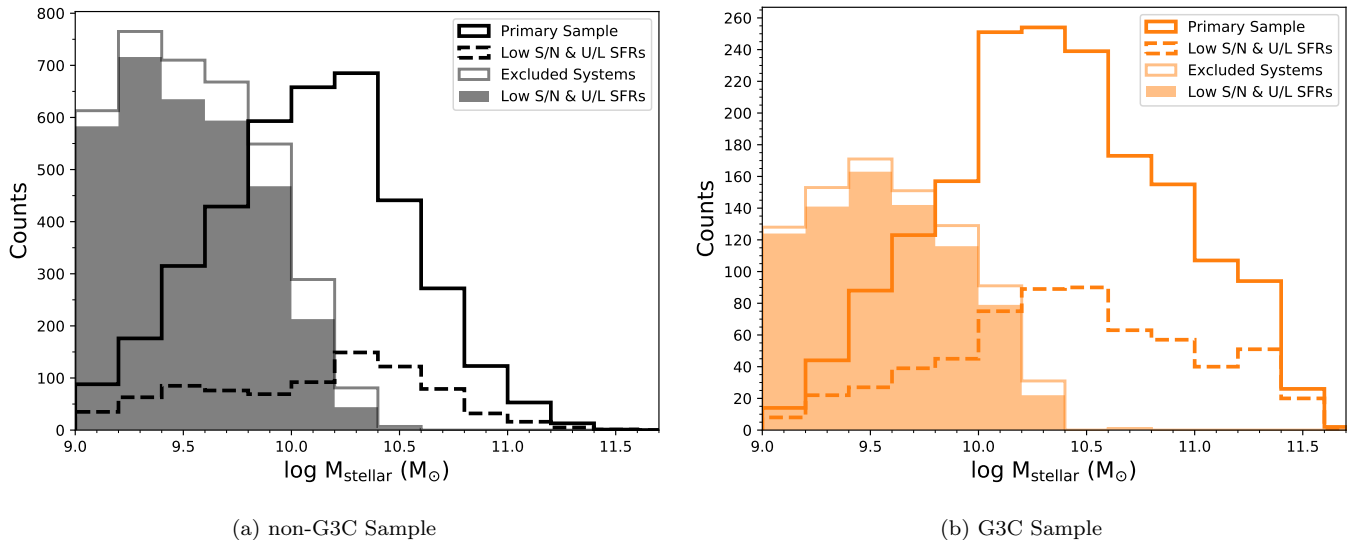 800
700
600
500
400
300
200
100
0
Counts
9.0 9.5 10.0 10.5 11.0 11.5
log M_stellar (M_⊙)
Primary Sample
Low S/N & U/L SFRs
Excluded Systems
Low S/N & U/L SFRs
(a) non-G3C Sample
260
240
220
200
180
160
140
120
100
80
60
40
20
0
Counts
9.0 9.5 10.0 10.5 11.0 11.5
log M_stellar (M_⊙)
Primary Sample
Low S/N & U/L SFRs
Excluded Systems
Low S/N & U/L SFRs
(b) G3C Sample